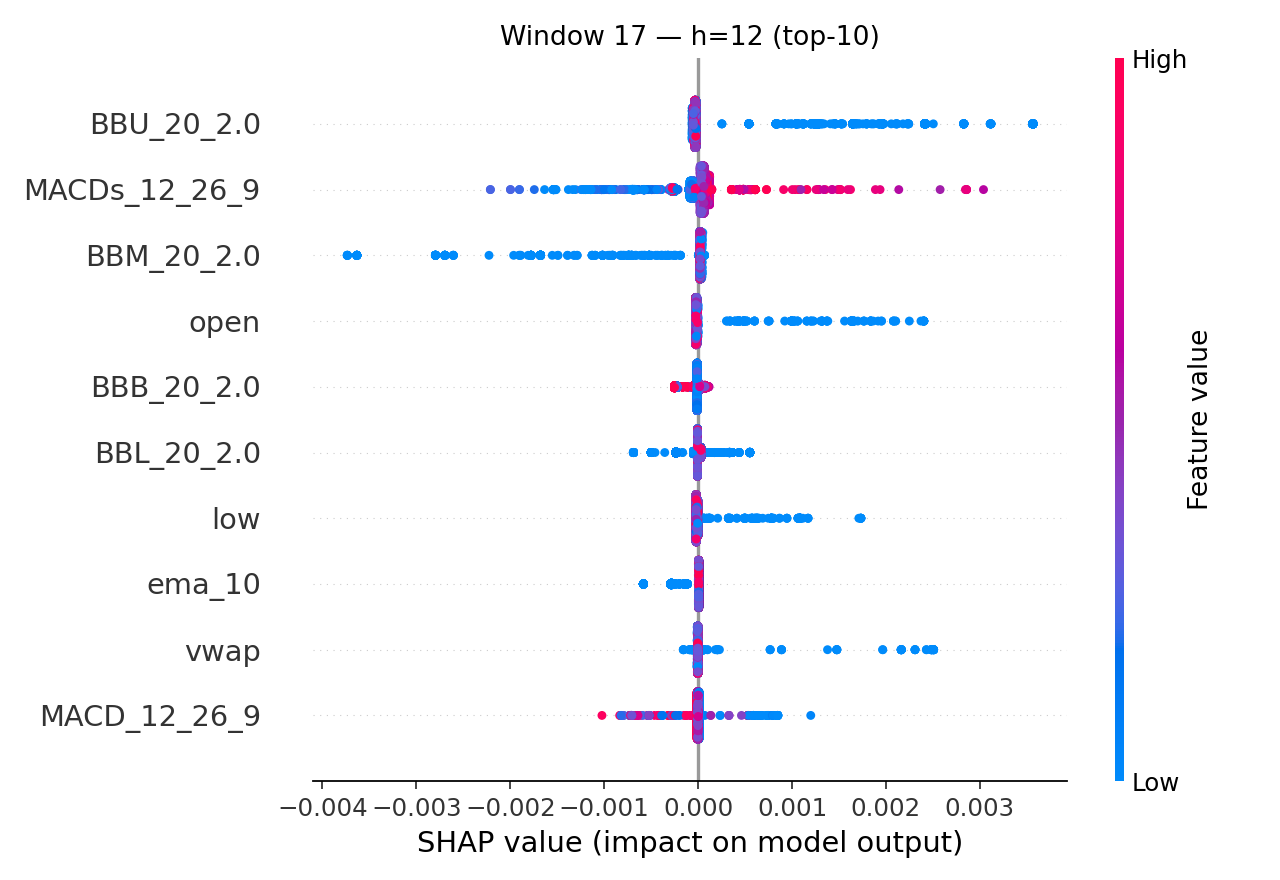 Window 17 — h=12 (top-10)
High
BBU_20_2.0
MACDs_12_26_9
BBM_20_2.0
open
BBB_20_2.0
BBL_20_2.0
low
ema_10
vwap
MACD_12_26_9
Feature value
Low
−0.004 −0.003 −0.002 −0.001 0.000 0.001 0.002 0.003
SHAP value (impact on model output)